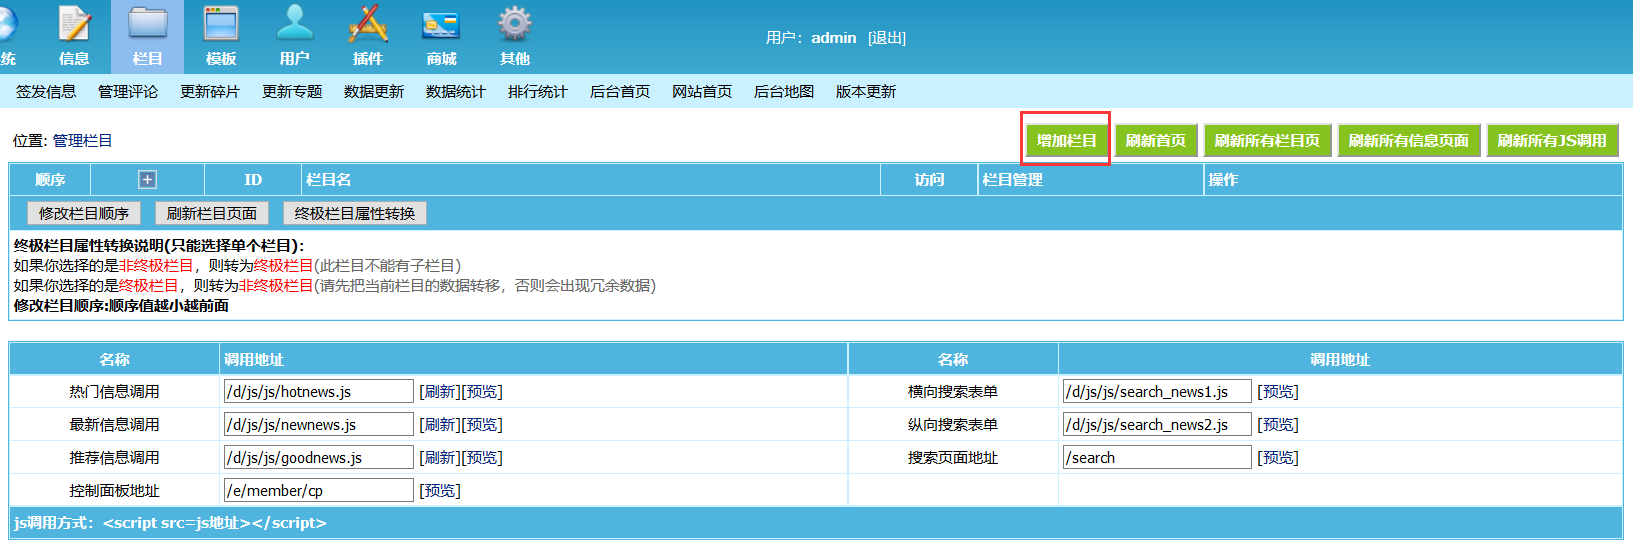 统 信息 栏目 模板 用户 插件 商城 其他
用户：admin [退出]
签发信息 管理评论 更新碎片 更新专题 数据更新 数据统计 排行统计 后台首页 网站首页 后台地图 版本更新
位置: 管理栏目
增加栏目 刷新首页 刷新所有栏目页 刷新所有信息页面 刷新所有JS调用
顺序 + ID 栏目名 访问 栏目管理 操作
修改栏目顺序 刷新栏目页面 终极栏目属性转换
终极栏目属性转换说明(只能选择单个栏目)：
如果你选择的是非终极栏目，则转为终极栏目(此栏目不能有子栏目)
如果你选择的是终极栏目，则转为非终极栏目(请先把当前栏目的数据转移，否则会出现冗余数据)
修改栏目顺序:顺序值越小越前面
名称 调用地址 名称 调用地址
热门信息调用 /d/js/js/hotnews.js [刷新][预览] 横向搜索表单 /d/js/js/search_news1.js [预览]
最新信息调用 /d/js/js/newnews.js [刷新][预览] 纵向搜索表单 /d/js/js/search_news2.js [预览]
推荐信息调用 /d/js/js/goodnews.js [刷新][预览] 搜索页面地址 /search [预览]
控制面板地址 /e/member/cp [预览]
js调用方式：<script src=js地址></script>